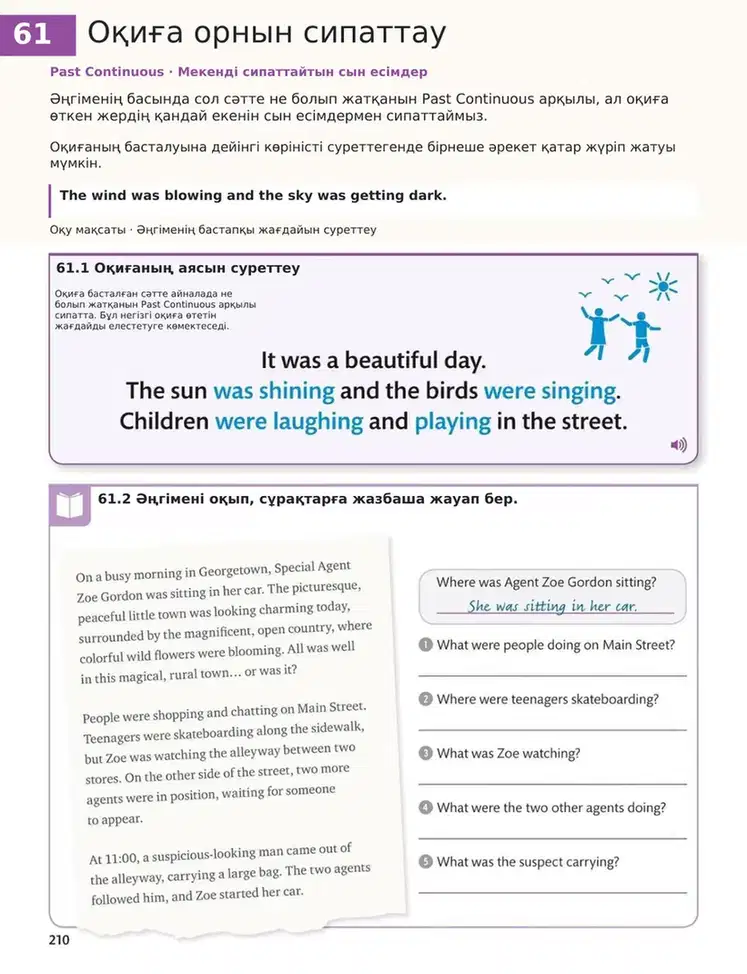 61
Оқиға орнын сипаттау
Past Continuous · Мекенді сипаттайтын сын есімдер
Әңгіменің басында сол сәтте не болып жатқанын Past Continuous арқылы, ал оқиға
өткен жердің қандай екенін сын есімдермен сипаттаймыз.
Оқиғаның басталуына дейінгі көріністі суреттегенде бірнеше әрекет қатар жүріп жатуы
мүмкін.
The wind was blowing and the sky was getting dark.
Оқу мақсаты · Әңгіменің бастапқы жағдайын суреттеу
61.1 Оқиғаның аясын суреттеу
Оқиға басталған сәтте айналада не
болып жатқанын Past Continuous арқылы
сипатта. Бұл негізгі оқиға өтетін
жағдайды елестетуге көмектеседі.
It was a beautiful day.
The sun was shining and the birds were singing.
Children were laughing and playing in the street.
61.2 Әңгімені оқып, сұрақтарға жазбаша жауап бер.
On a busy morning in Georgetown, Special Agent
Zoe Gordon was sitting in her car. The picturesque,
peaceful little town was looking charming today,
surrounded by the magnificent, open country, where
colorful wild flowers were blooming. All was well
in this magical, rural town... or was it?
People were shopping and chatting on Main Street.
Teenagers were skateboarding along the sidewalk,
but Zoe was watching the alleyway between two
stores. On the other side of the street, two more
agents were in position, waiting for someone
to appear.
At 11:00, a suspicious-looking man came out of
the alleyway, carrying a large bag. The two agents
followed him, and Zoe started her car.
Where was Agent Zoe Gordon sitting?
She was sitting in her car.
1 What were people doing on Main Street?
2 Where were teenagers skateboarding?
3 What was Zoe watching?
4 What were the two other agents doing?
5 What was the suspect carrying?
210